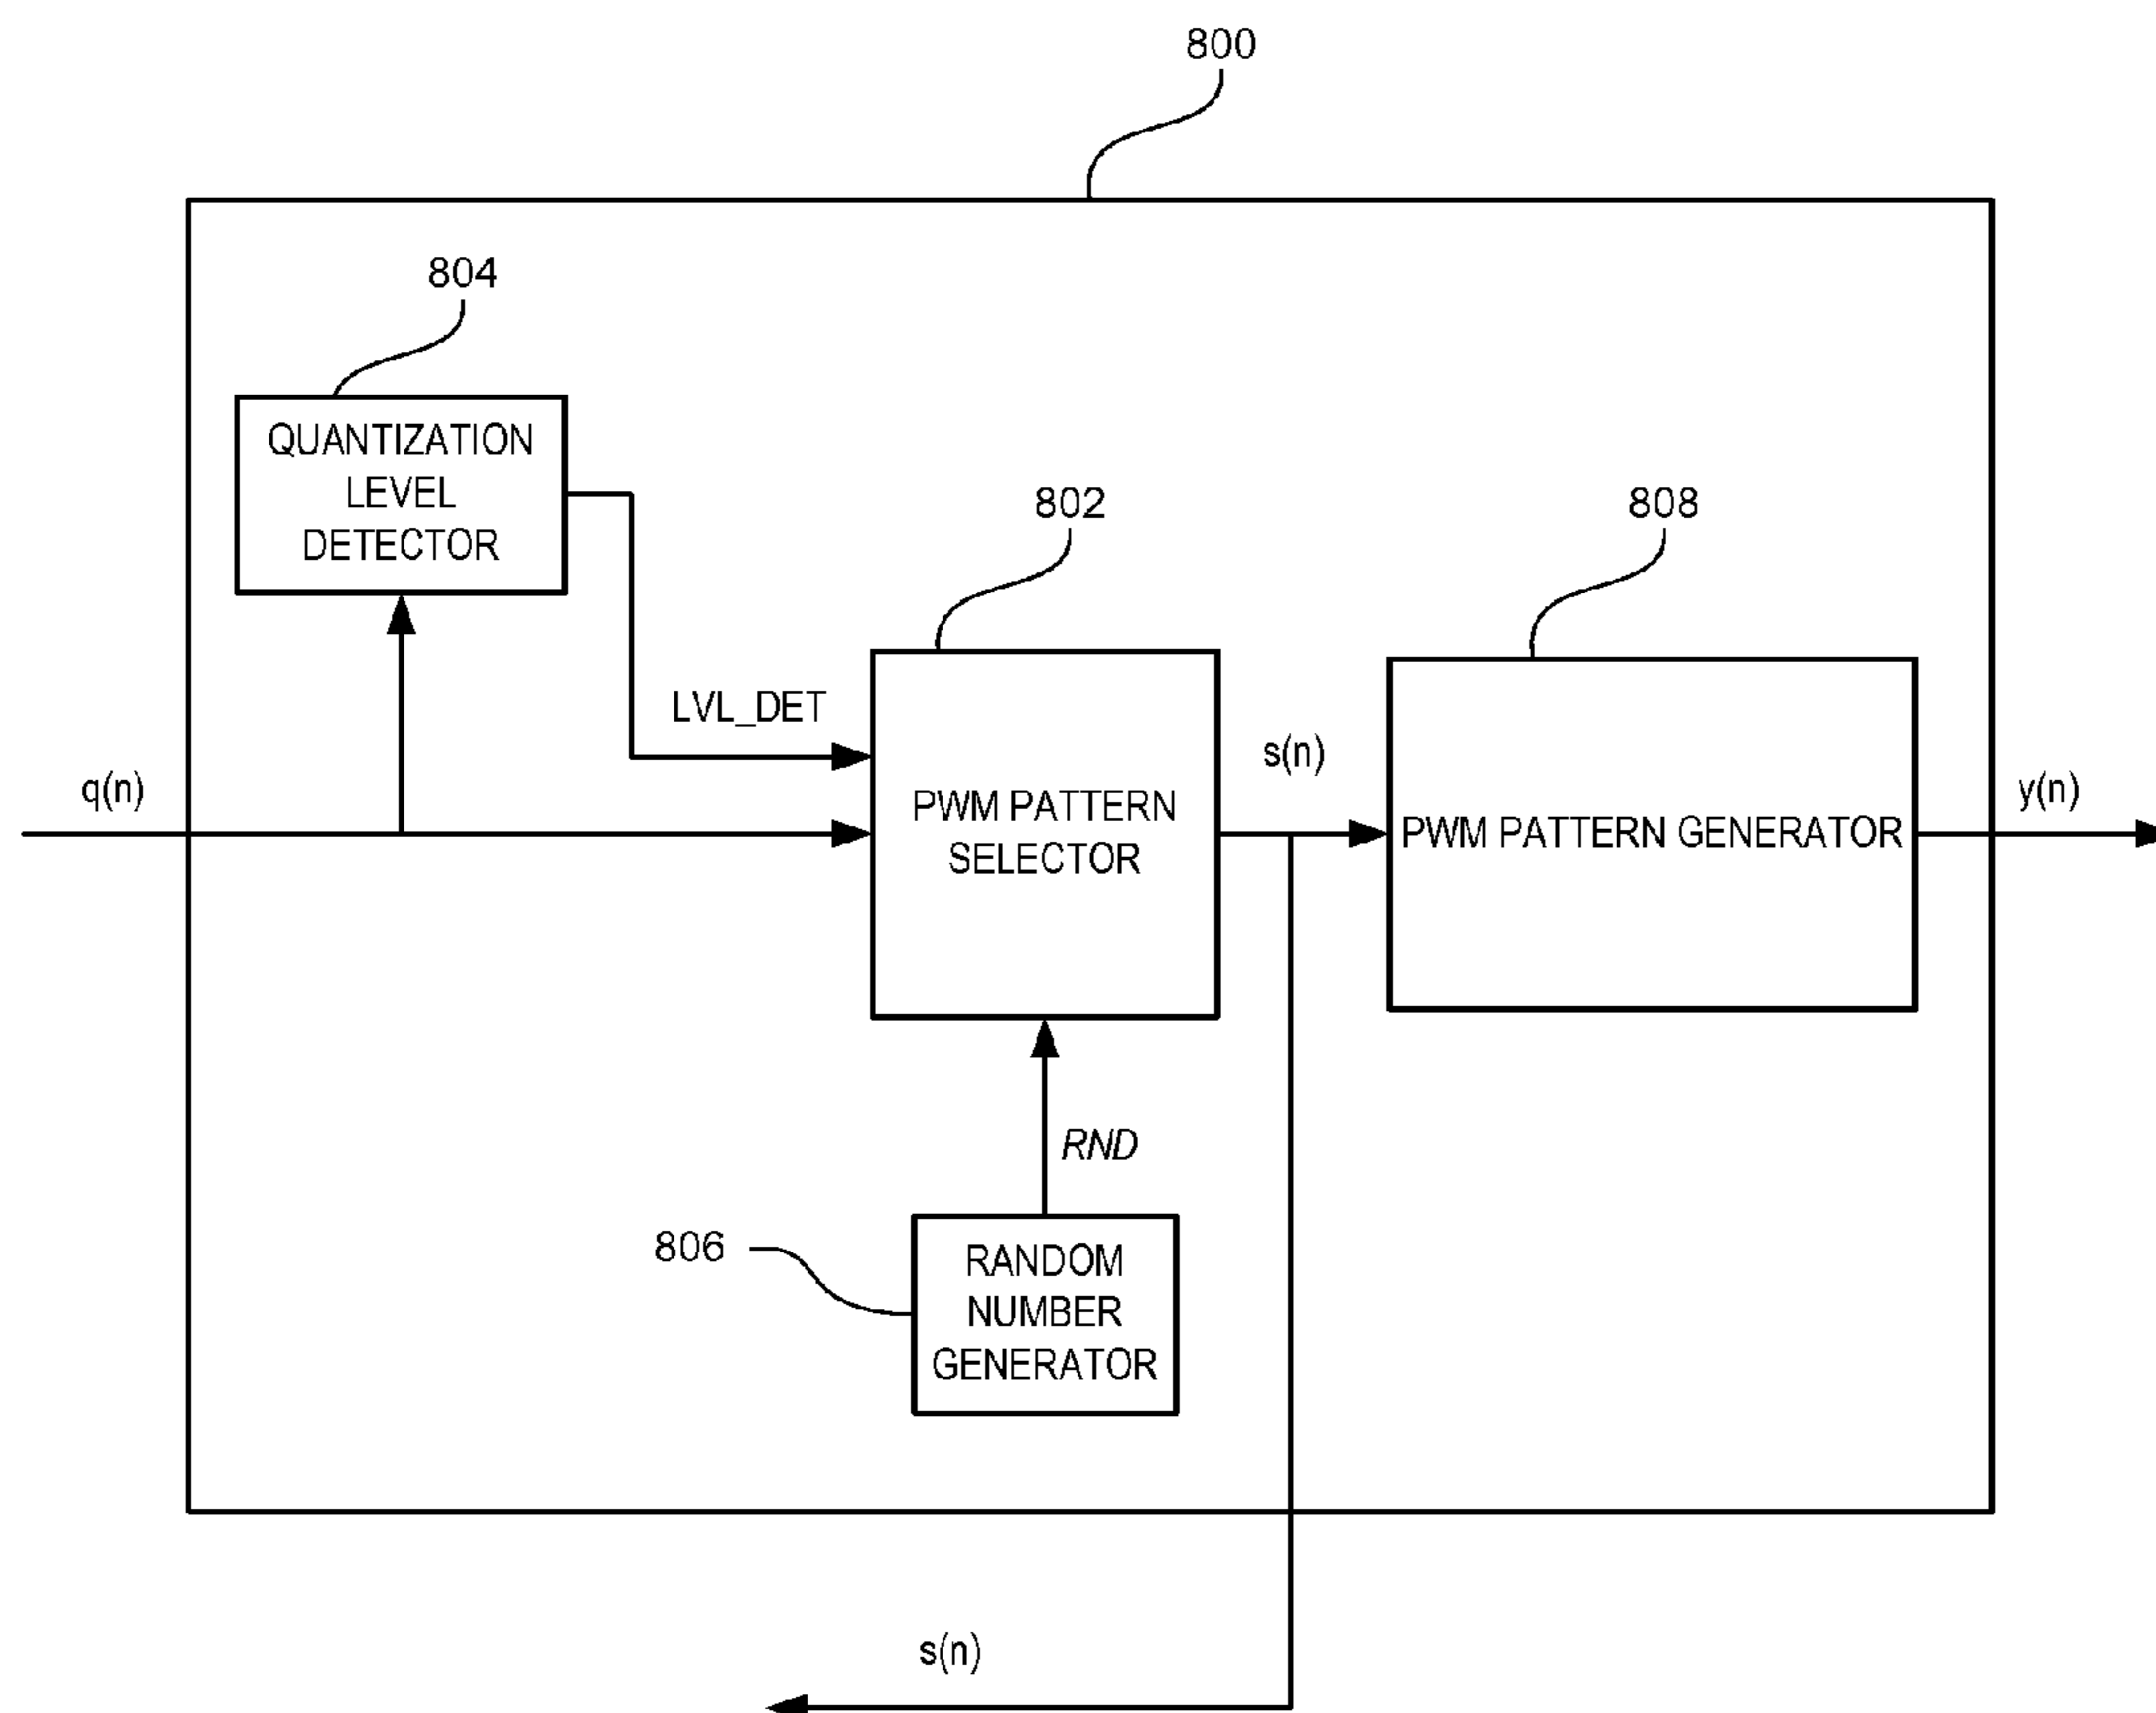 800
804
QUANTIZATION
LEVEL
DETECTOR
802
808
LVL_DET
q(n)
PWM PATTERN
SELECTOR
s(n)
PWM PATTERN GENERATOR
y(n)
RND
806
RANDOM
NUMBER
GENERATOR
s(n)